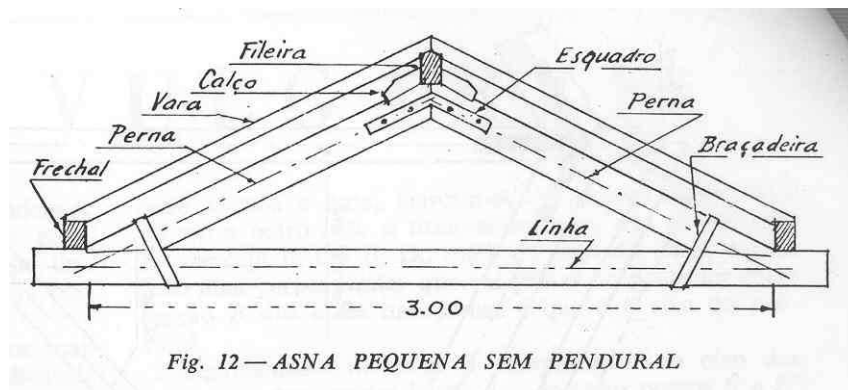 Fileira
Esquadro
Calço
Vara
Perna
Perna
Braçadeira
Frechal
Linha
3.00
Fig. 12 — ASNA PEQUENA SEM PENDURAL